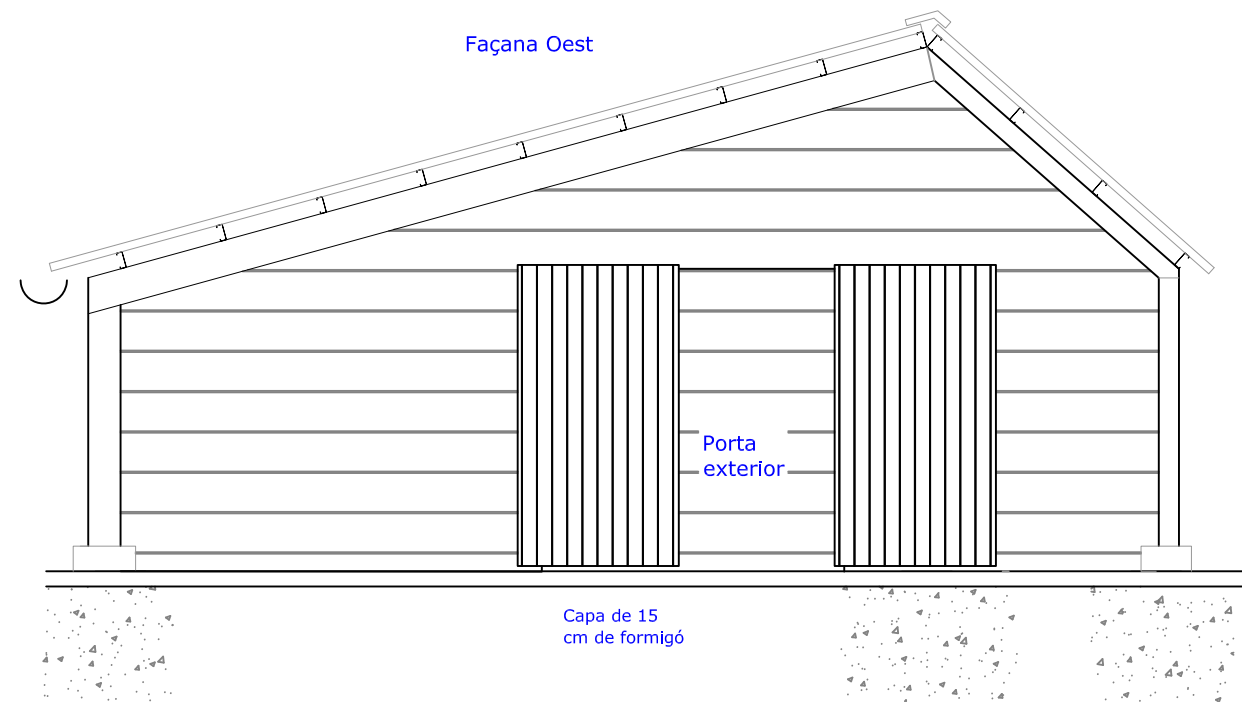 Façana Oest
Porta
exterior
Capa de 15
cm de formigó